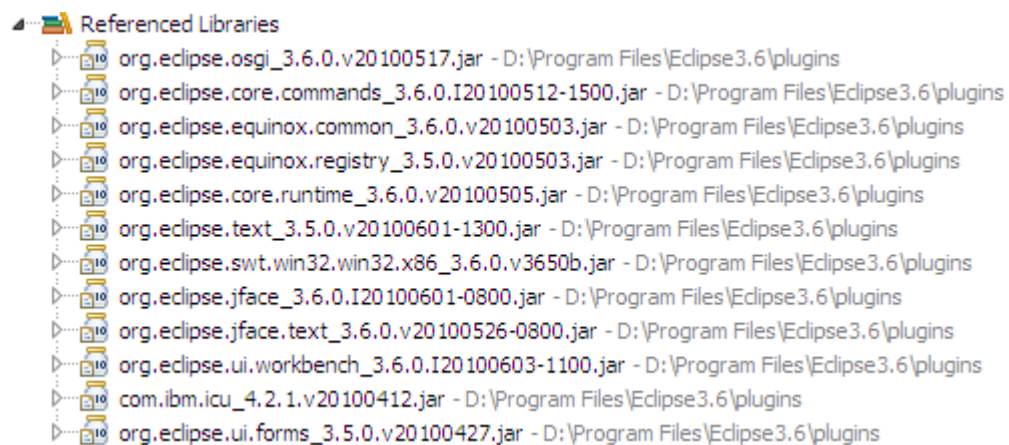 Referenced Libraries
org.eclipse.osgi_3.6.0.v20100517.jar - D:\Program Files\Eclipse3.6\plugins
org.eclipse.core.commands_3.6.0.I20100512-1500.jar - D:\Program Files\Eclipse3.6\plugins
org.eclipse.equinox.common_3.6.0.v20100503.jar - D:\Program Files\Eclipse3.6\plugins
org.eclipse.equinox.registry_3.5.0.v20100503.jar - D:\Program Files\Eclipse3.6\plugins
org.eclipse.core.runtime_3.6.0.v20100505.jar - D:\Program Files\Eclipse3.6\plugins
org.eclipse.text_3.5.0.v20100601-1300.jar - D:\Program Files\Eclipse3.6\plugins
org.eclipse.swt.win32.win32.x86_3.6.0.v3650b.jar - D:\Program Files\Eclipse3.6\plugins
org.eclipse.jface_3.6.0.I20100601-0800.jar - D:\Program Files\Eclipse3.6\plugins
org.eclipse.jface.text_3.6.0.v20100526-0800.jar - D:\Program Files\Eclipse3.6\plugins
org.eclipse.ui.workbench_3.6.0.I20100603-1100.jar - D:\Program Files\Eclipse3.6\plugins
com.ibm.icu_4.2.1.v20100412.jar - D:\Program Files\Eclipse3.6\plugins
org.eclipse.ui.forms_3.5.0.v20100427.jar - D:\Program Files\Eclipse3.6\plugins